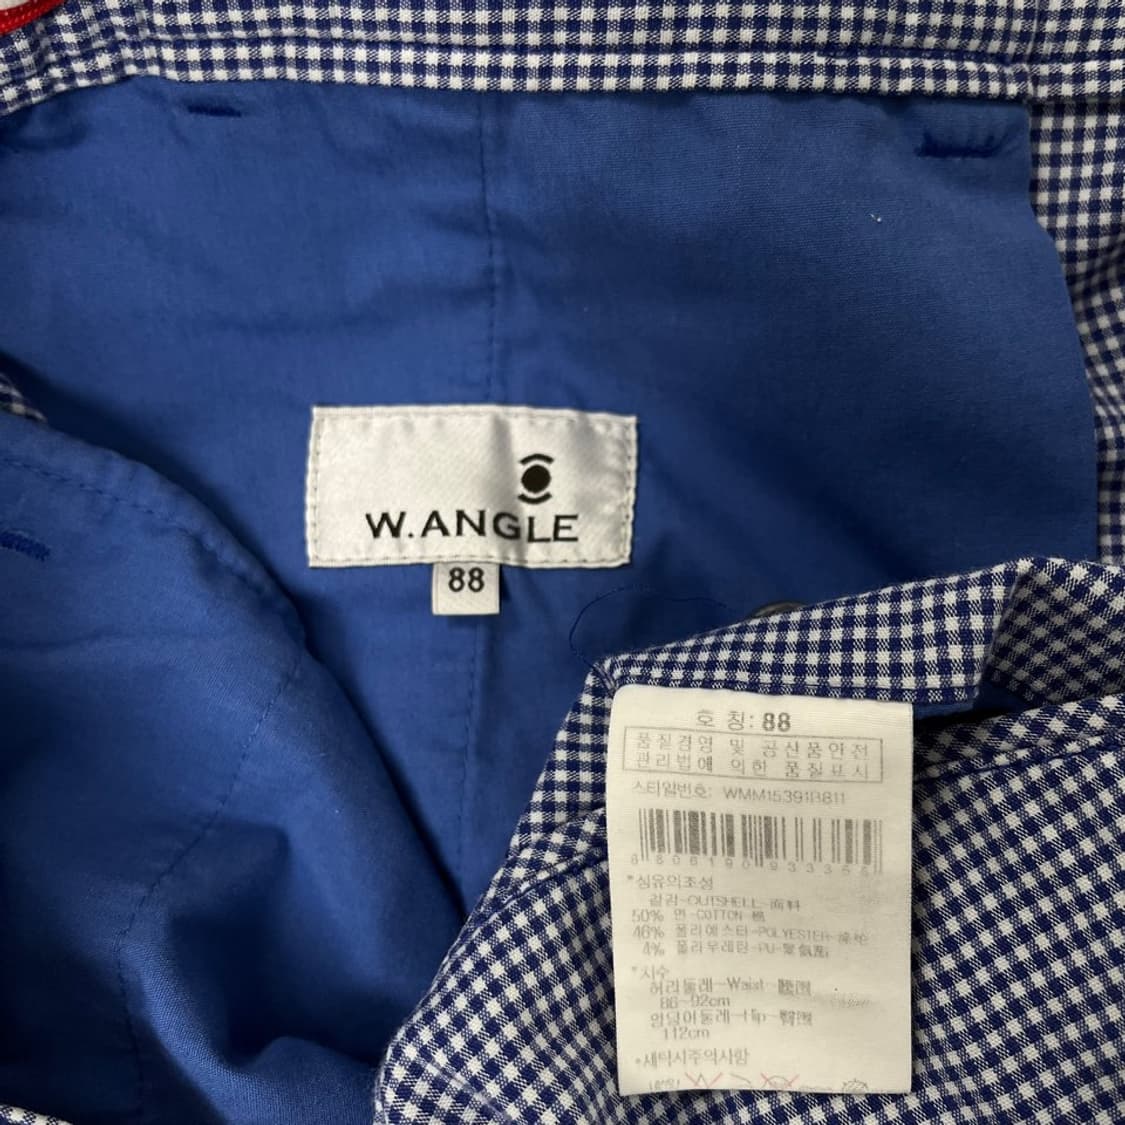 W.ANGLE
88
호 칭: 88
품질경영 및 공산품안전
관리법에 의한 품질표시
스타일번호: WMM15391B811
*섬유의조성
겉감-OUTSHELL-面料
50% 면-COTTON-棉
46% 폴리에스터-POLYESTER-
4% 폴리우레탄-PU-聚氨酯
*치수
허리둘레-Waist-腰围
86~92cm
엉덩이둘레-Hip-臀围
112cm
*세탁시주의사항